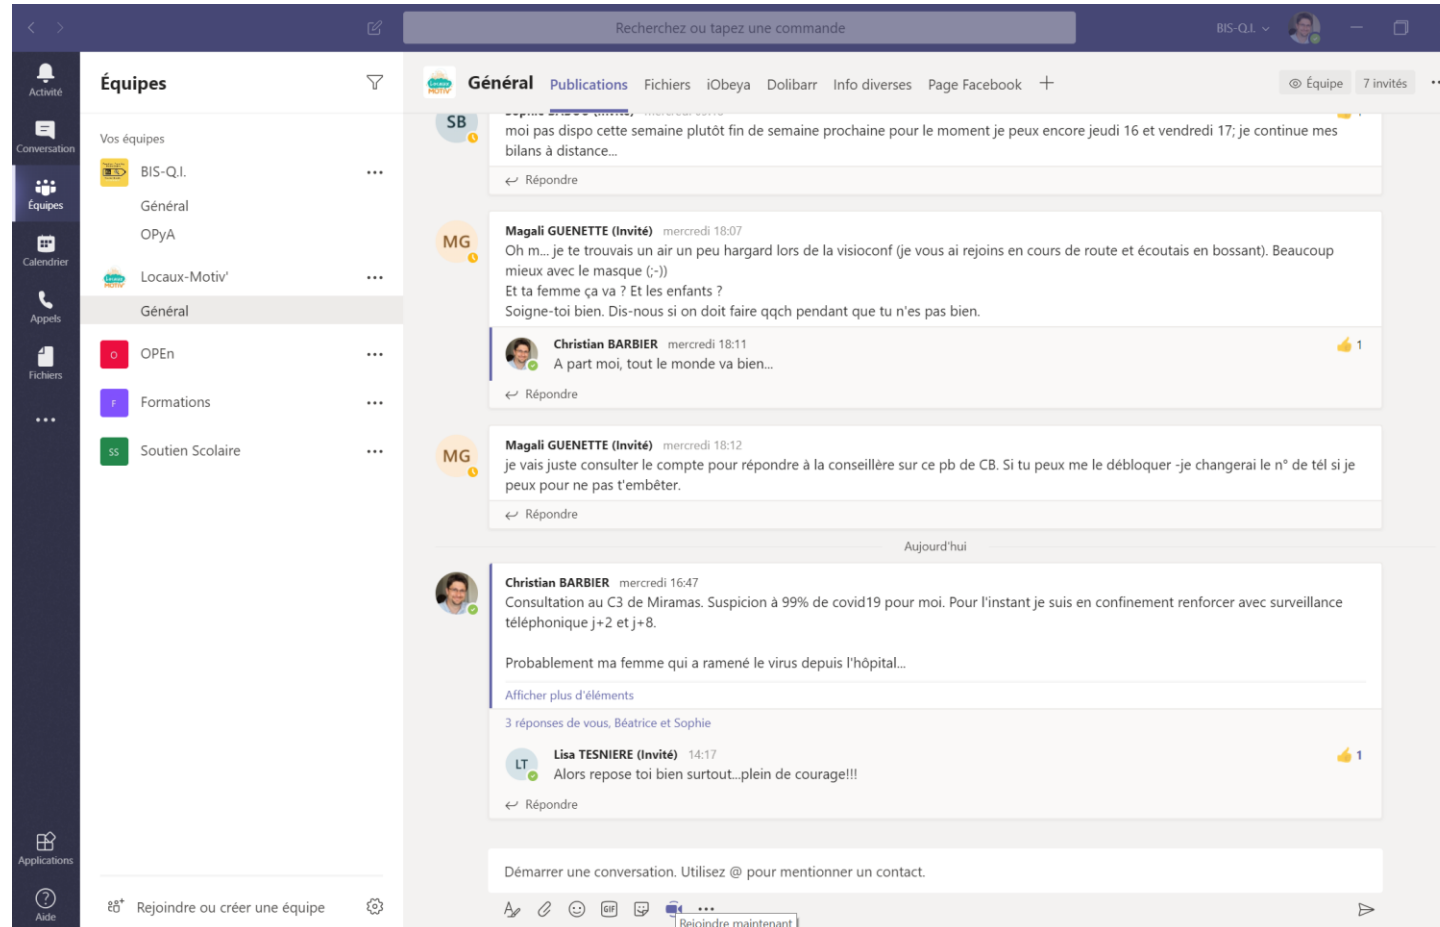 Recherchez ou tapez une commande
BIS-Q.I.
Activité
Conversation
Équipes
Calendrier
Appels
Fichiers
Applications
Aide
Équipes
Vos équipes
BIS-Q.I.
Général
OPyA
Locaux-Motiv'
Général
O
OPEn
F
Formations
SS
Soutien Scolaire
Rejoindre ou créer une équipe
Général
Publications
Fichiers
iObeya
Dolibarr
Info diverses
Page Facebook
Équipe
7 invités
SB
moi pas dispo cette semaine plutôt fin de semaine prochaine pour le moment je peux encore jeudi 16 et vendredi 17; je continue mes
bilans à distance...
Répondre
MG
Magali GUENETTE (Invité) mercredi 18:07
Oh m... je te trouvais un air un peu hargard lors de la visioconf (je vous ai rejoins en cours de route et écoutais en bossant). Beaucoup
mieux avec le masque (;-))
Et ta femme ça va ? Et les enfants ?
Soigne-toi bien. Dis-nous si on doit faire qqch pendant que tu n'es pas bien.
Christian BARBIER mercredi 18:11
1
A part moi, tout le monde va bien...
Répondre
MG
Magali GUENETTE (Invité) mercredi 18:12
je vais juste consulter le compte pour répondre à la conseillère sur ce pb de CB. Si tu peux me le débloquer -je changerai le n° de tél si je
peux pour ne pas t'embêter.
Répondre
Aujourd'hui
Christian BARBIER mercredi 16:47
Consultation au C3 de Miramas. Suspicion à 99% de covid19 pour moi. Pour l'instant je suis en confinement renforcer avec surveillance
téléphonique j+2 et j+8.
Probablement ma femme qui a ramené le virus depuis l'hôpital...
Afficher plus d'éléments
3 réponses de vous, Béatrice et Sophie
LT
Lisa TESNIERE (Invité) 14:17
1
Alors repose toi bien surtout...plein de courage!!!
Répondre
Démarrer une conversation. Utilisez @ pour mentionner un contact.
GIF
Rejoindre maintenant